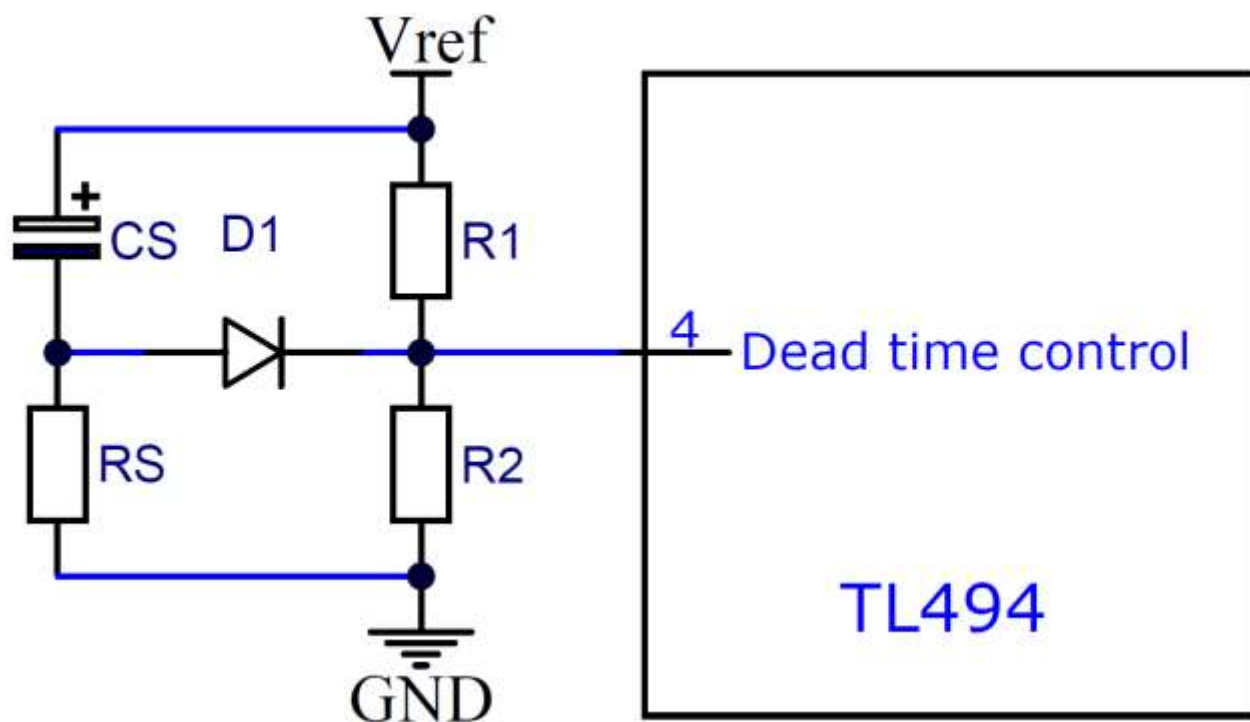 Vref
+
CS
D1
R1
4
Dead time control
RS
R2
TL494
GND